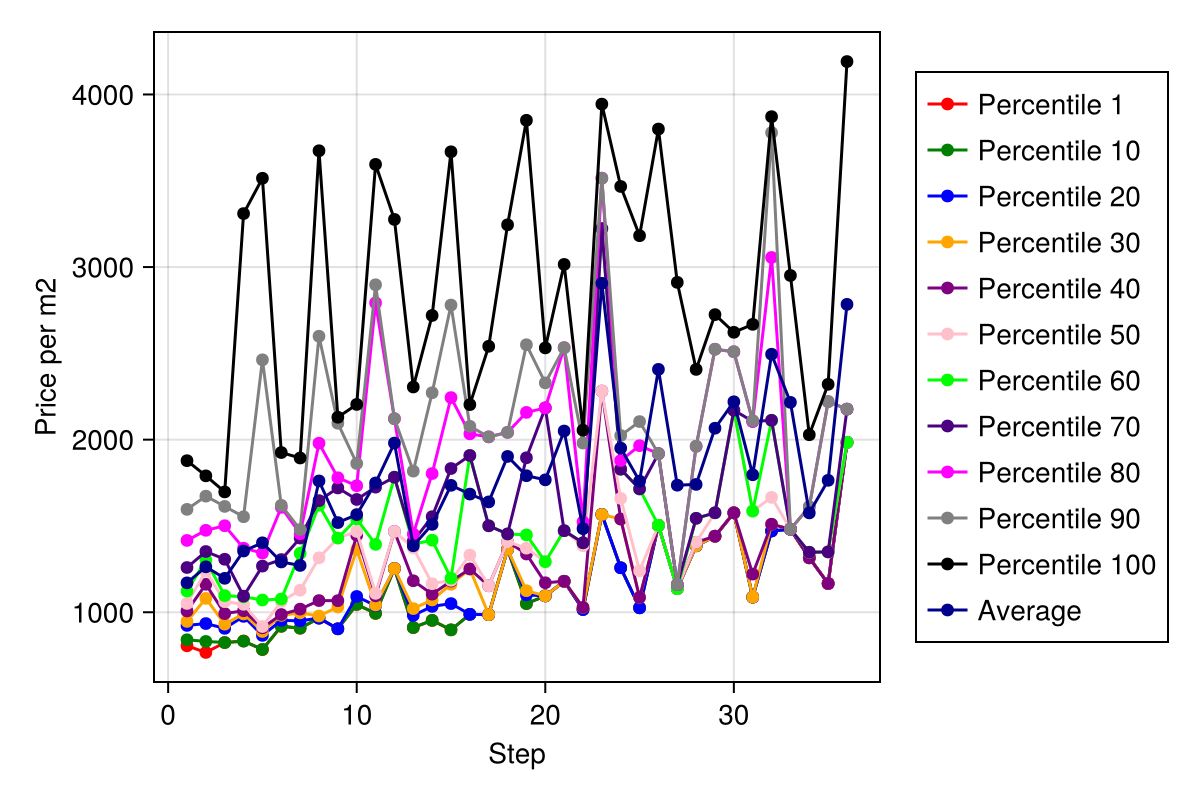 4000
3000
2000
1000
Price per m2
0 10 20 30
Step
Percentile 1
Percentile 10
Percentile 20
Percentile 30
Percentile 40
Percentile 50
Percentile 60
Percentile 70
Percentile 80
Percentile 90
Percentile 100
Average